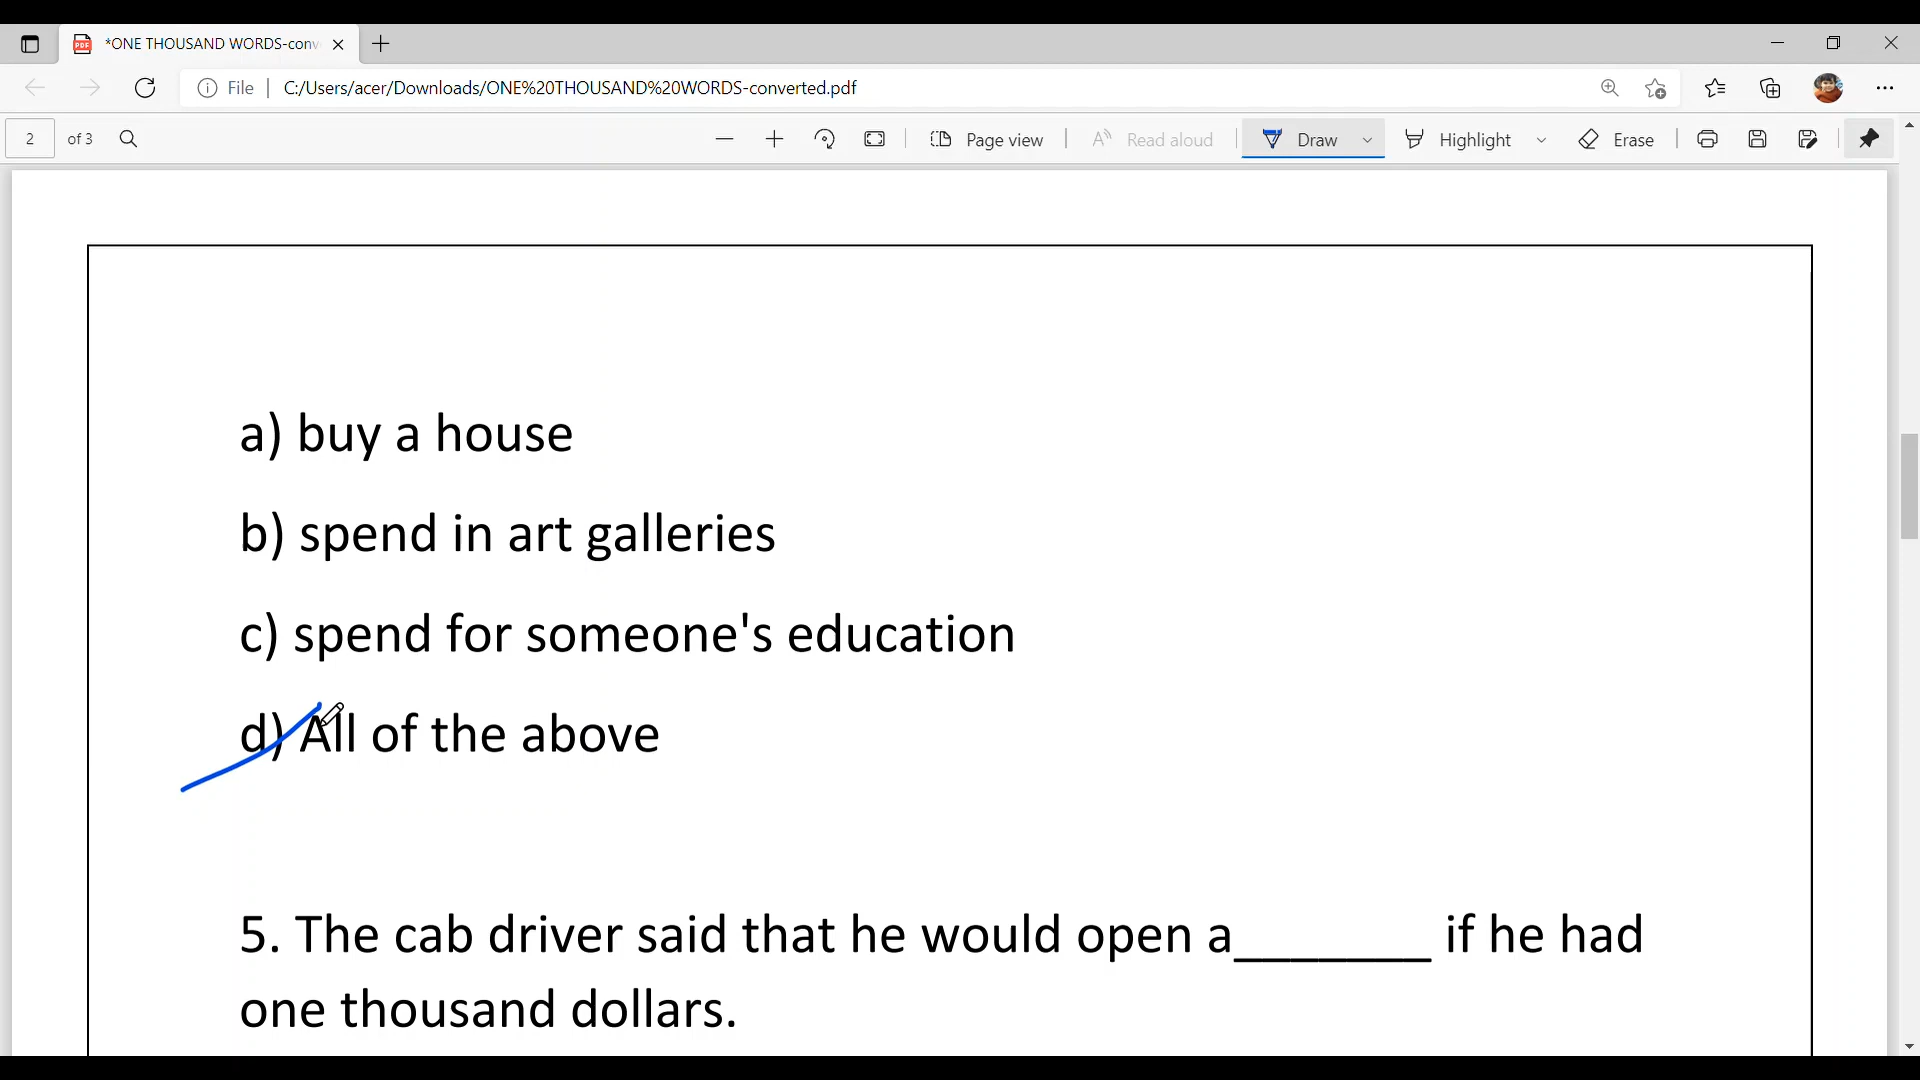 *ONE THOUSAND WORDS-conv
File
C:/Users/acer/Downloads/ONE%20THOUSAND%20WORDS-converted.pdf
2 of 3
Page view
Read aloud
Draw
Highlight
Erase
a) buy a house
b) spend in art galleries
c) spend for someone's education
d) All of the above
5. The cab driver said that he would open a_______ if he had
one thousand dollars.